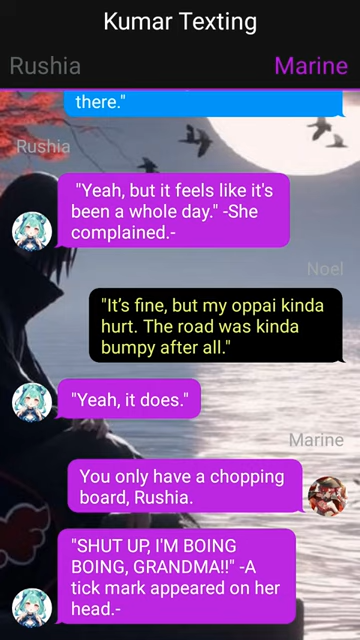 Kumar Texting
Rushia
Marine
there."
Rushia
"Yeah, but it feels like it's
been a whole day." -She
complained.-
Noel
"It's fine, but my oppai kinda
hurt. The road was kinda
bumpy after all."
"Yeah, it does."
Marine
You only have a chopping
board, Rushia.
"SHUT UP, I'M BOING
BOING, GRANDMA!!" -A
tick mark appeared on her
head.-